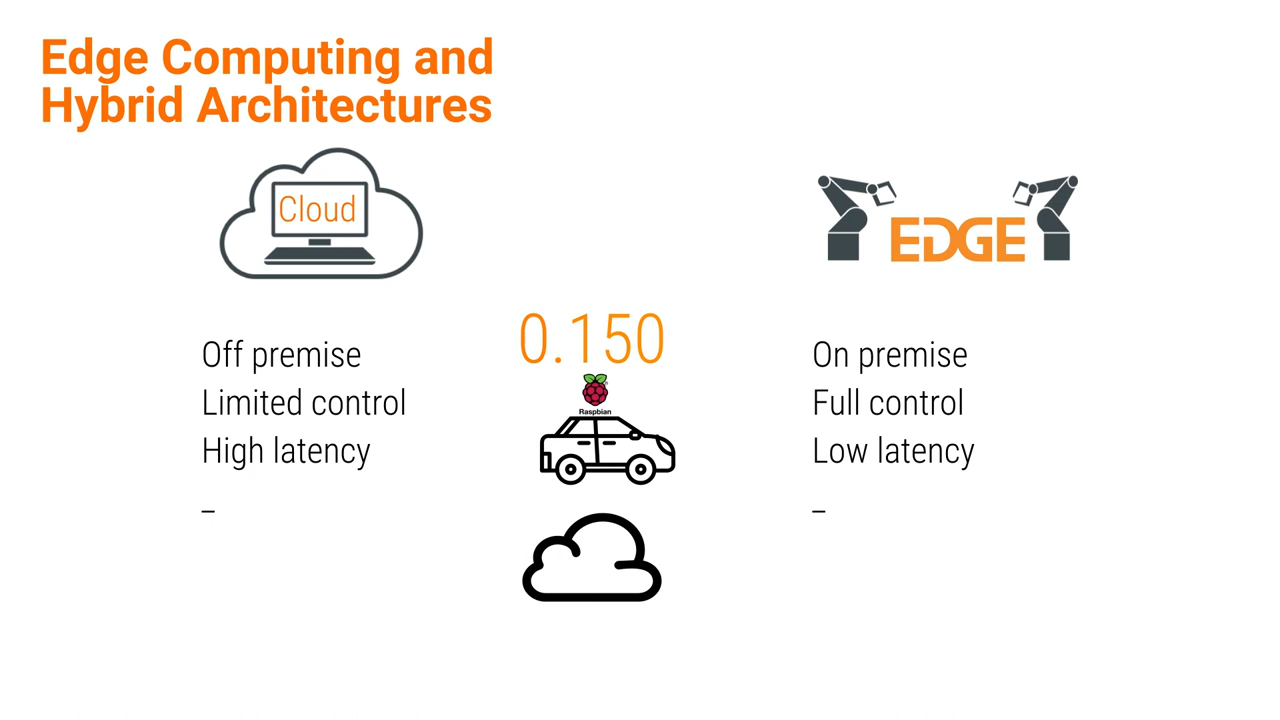 Edge Computing and
Hybrid Architectures
Cloud
EDGE
Off premise
Limited control
High latency
_
0.150
Raspbian
On premise
Full control
Low latency
_